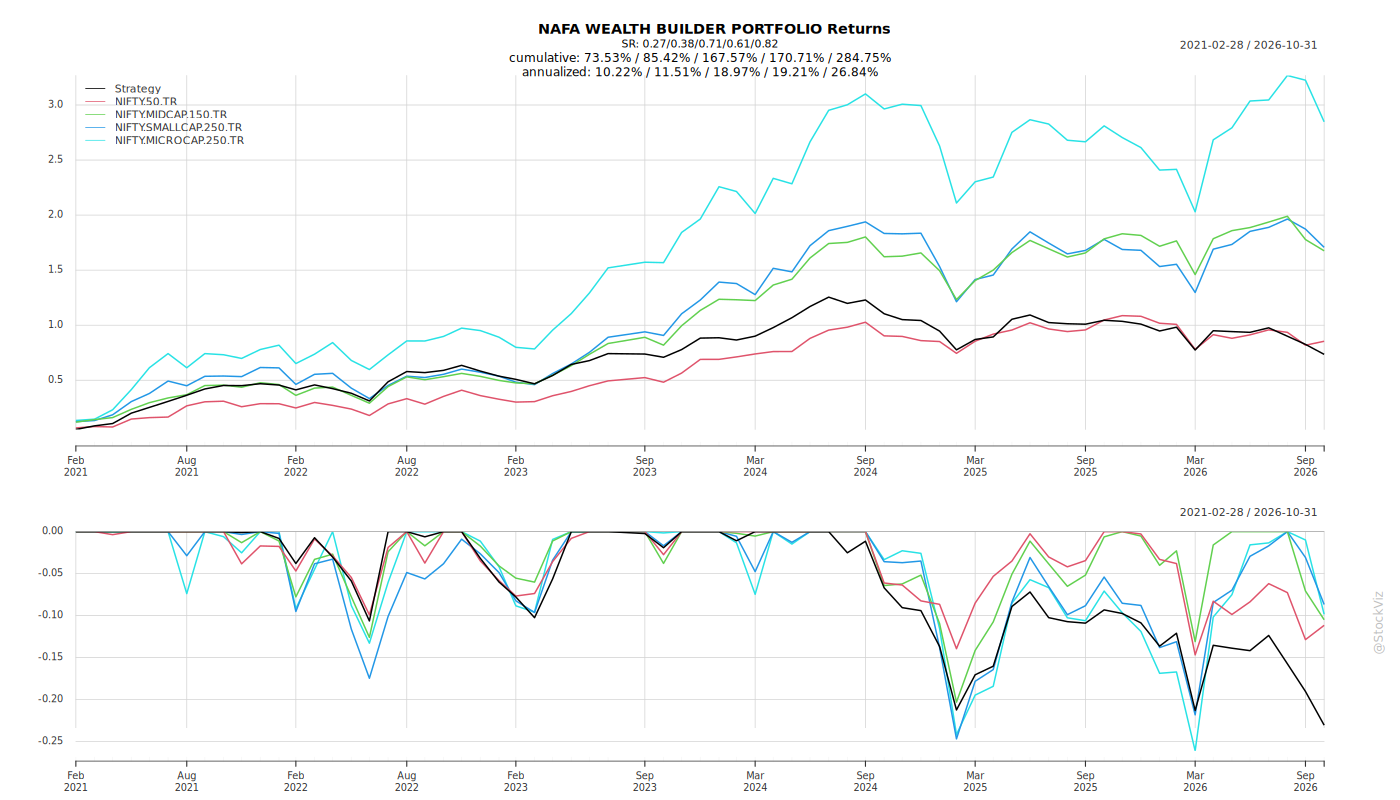 NAFA WEALTH BUILDER PORTFOLIO Returns
SR: 0.27/0.38/0.71/0.61/0.82
cumulative: 73.53% / 85.42% / 167.57% / 170.71% / 284.75%
annualized: 10.22% / 11.51% / 18.97% / 19.21% / 26.84%
2021-02-28 / 2026-10-31
Strategy
NIFTY.50.TR
NIFTY.MIDCAP.150.TR
NIFTY.SMALLCAP.250.TR
NIFTY.MICROCAP.250.TR
3.0
2.5
2.0
1.5
1.0
0.5
Feb Aug Feb Aug Feb Sep Mar Sep Mar Sep Mar Sep
2021 2021 2022 2022 2023 2023 2024 2024 2025 2025 2026 2026
2021-02-28 / 2026-10-31
0.00
-0.05
-0.10
-0.15
-0.20
-0.25
Feb Aug Feb Aug Feb Sep Mar Sep Mar Sep Mar Sep
2021 2021 2022 2022 2023 2023 2024 2024 2025 2025 2026 2026
@StockViz